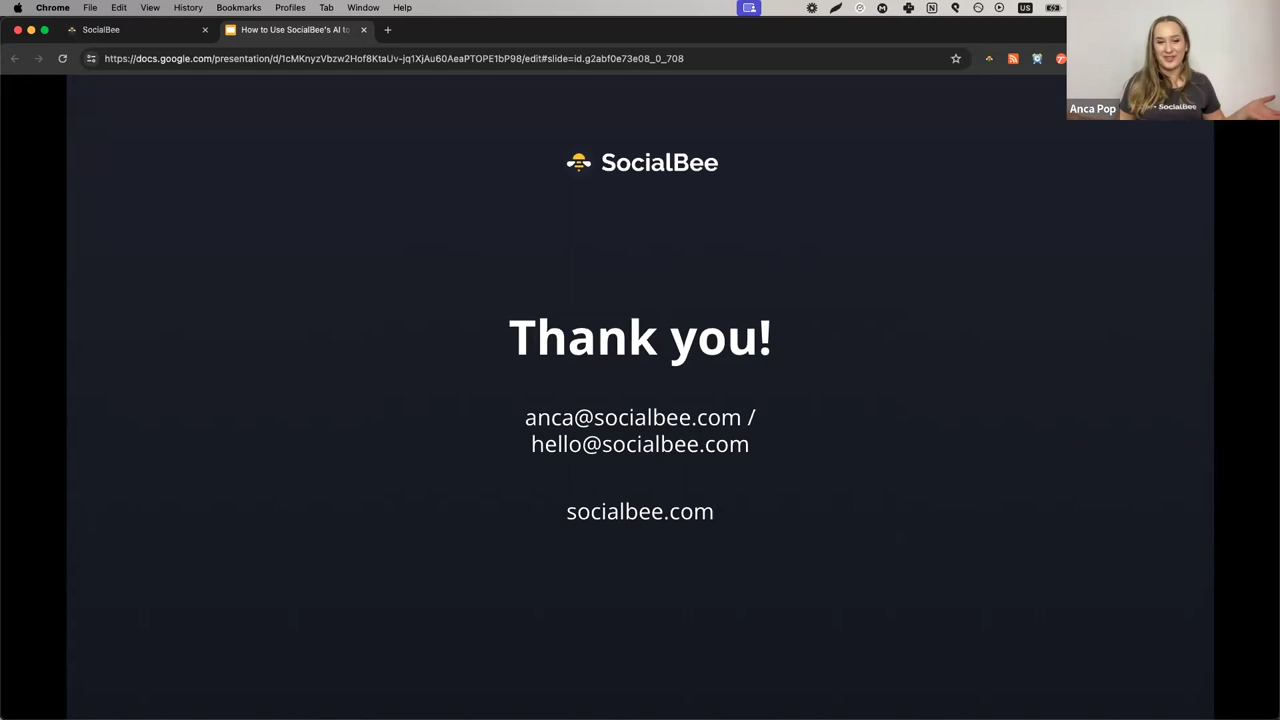 Chrome File Edit View History Bookmarks Profiles Tab Window Help
US
SocialBee
How to Use SocialBee's AI to
https://docs.google.com/presentation/d/1cMKnyzVbzw2Hof8KtaUv-jq1XjAu60AeaPTOPE1bP98/edit#slide=id.g2abf0e73e08_0_708
SocialBee
Anca Pop
SocialBee
Thank you!
anca@socialbee.com /
hello@socialbee.com
socialbee.com